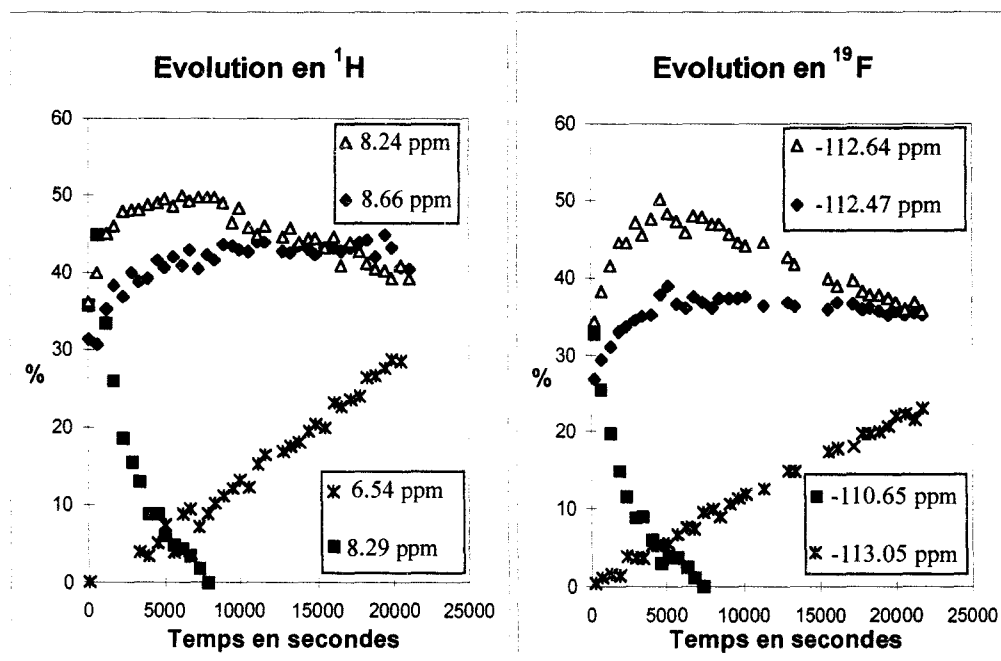 Evolution en ¹H
60
50
40
30
%
20
10
0
△ 8.24 ppm
◆ 8.66 ppm
✳ 6.54 ppm
■ 8.29 ppm
0 5000 10000 15000 20000 25000
Temps en secondes
Evolution en ¹⁹F
60
50
40
30
%
20
10
0
△ -112.64 ppm
◆ -112.47 ppm
■ -110.65 ppm
✳ -113.05 ppm
0 5000 10000 15000 20000 25000
Temps en secondes